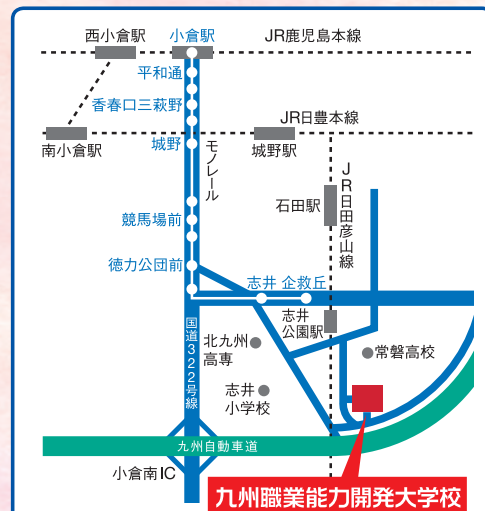 西小倉駅
小倉駅
JR鹿児島本線
平和通
香春口三萩野
JR日豊本線
南小倉駅
城野
城野駅
モノレール
JR日田彦山線
石田駅
競馬場前
徳力公団前
志井
企救丘
志井
公園駅
国道322号線
北九州
高専
常磐高校
志井
小学校
九州自動車道
小倉南IC
九州職業能力開発大学校